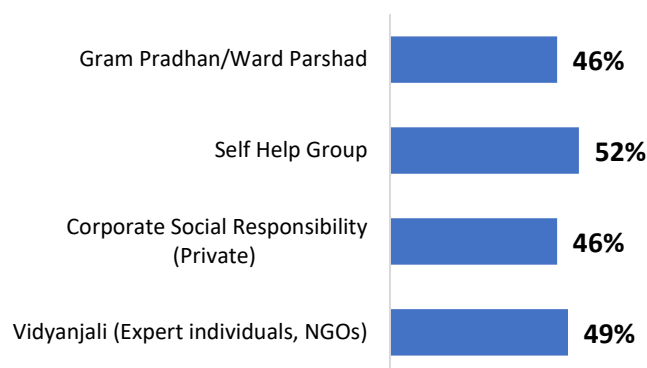 Gram Pradhan/Ward Parshad 46%
Self Help Group 52%
Corporate Social Responsibility
(Private) 46%
Vidyanjali (Expert individuals, NGOs) 49%